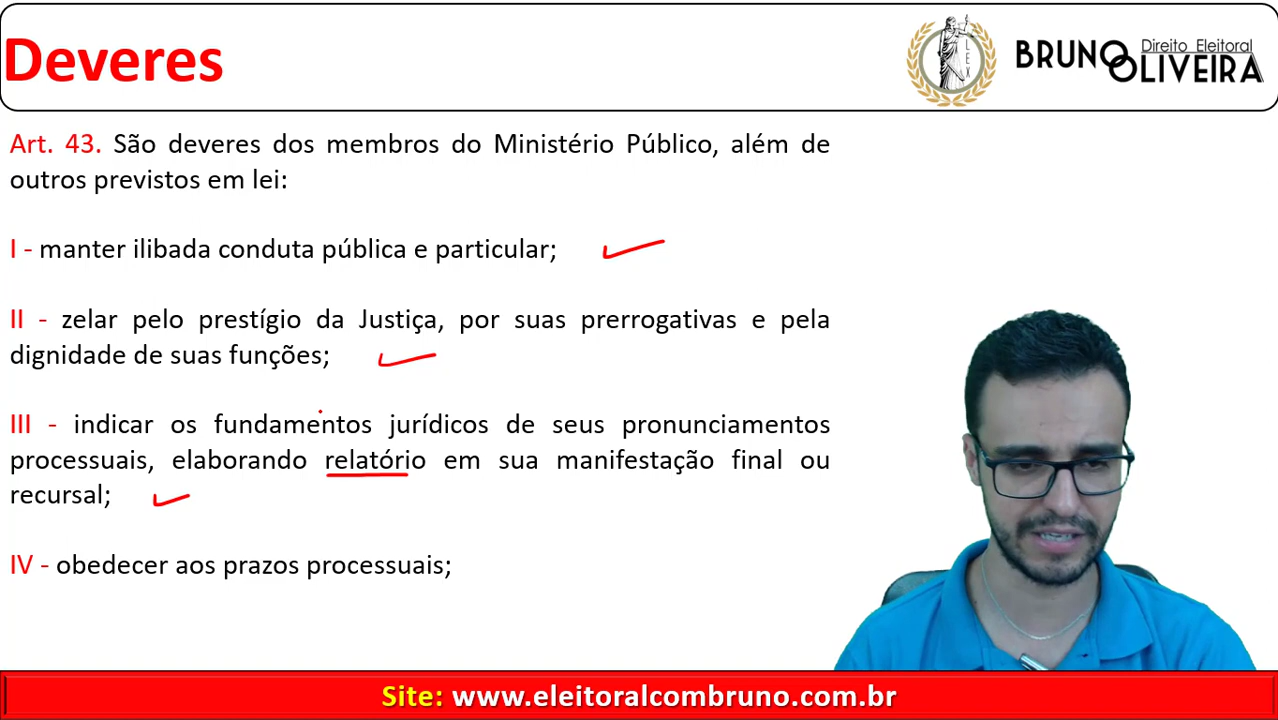 Deveres
BRUNO OLIVEIRA
Direito Eleitoral
LEX
Art. 43. São deveres dos membros do Ministério Público, além de
outros previstos em lei:
I - manter ilibada conduta pública e particular;
II - zelar pelo prestígio da Justiça, por suas prerrogativas e pela
dignidade de suas funções;
III - indicar os fundamentos jurídicos de seus pronunciamentos
processuais, elaborando relatório em sua manifestação final ou
recursal;
IV - obedecer aos prazos processuais;
Site: www.eleitoralcombruno.com.br